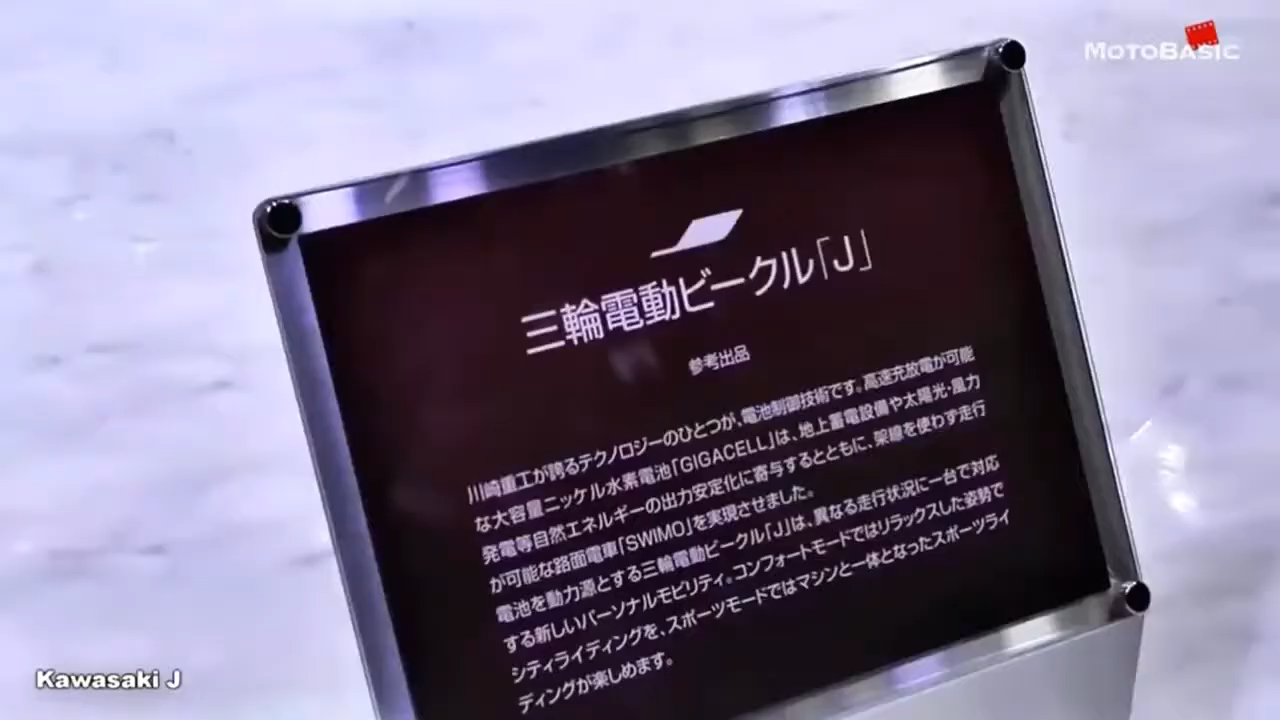 MOTOBASIC
三輪電動ビークル「J」
参考出品
川崎重工が誇るテクノロジーのひとつが、電池制御技術です。高速充放電が可能
な大容量ニッケル水素電池「GIGACELL」は、地上蓄電設備や太陽光・風力
発電等自然エネルギーの出力安定化に寄与するとともに、架線を使わず走行
が可能な路面電車「SWIMO」を実現させました。
電池を動力源とする三輪電動ビークル「J」は、異なる走行状況に一台で対応
する新しいパーソナルモビリティ。コンフォートモードではリラックスした姿勢で
シティライディングを、スポーツモードではマシンと一体となったスポーツライ
ディングが楽しめます。
Kawasaki J